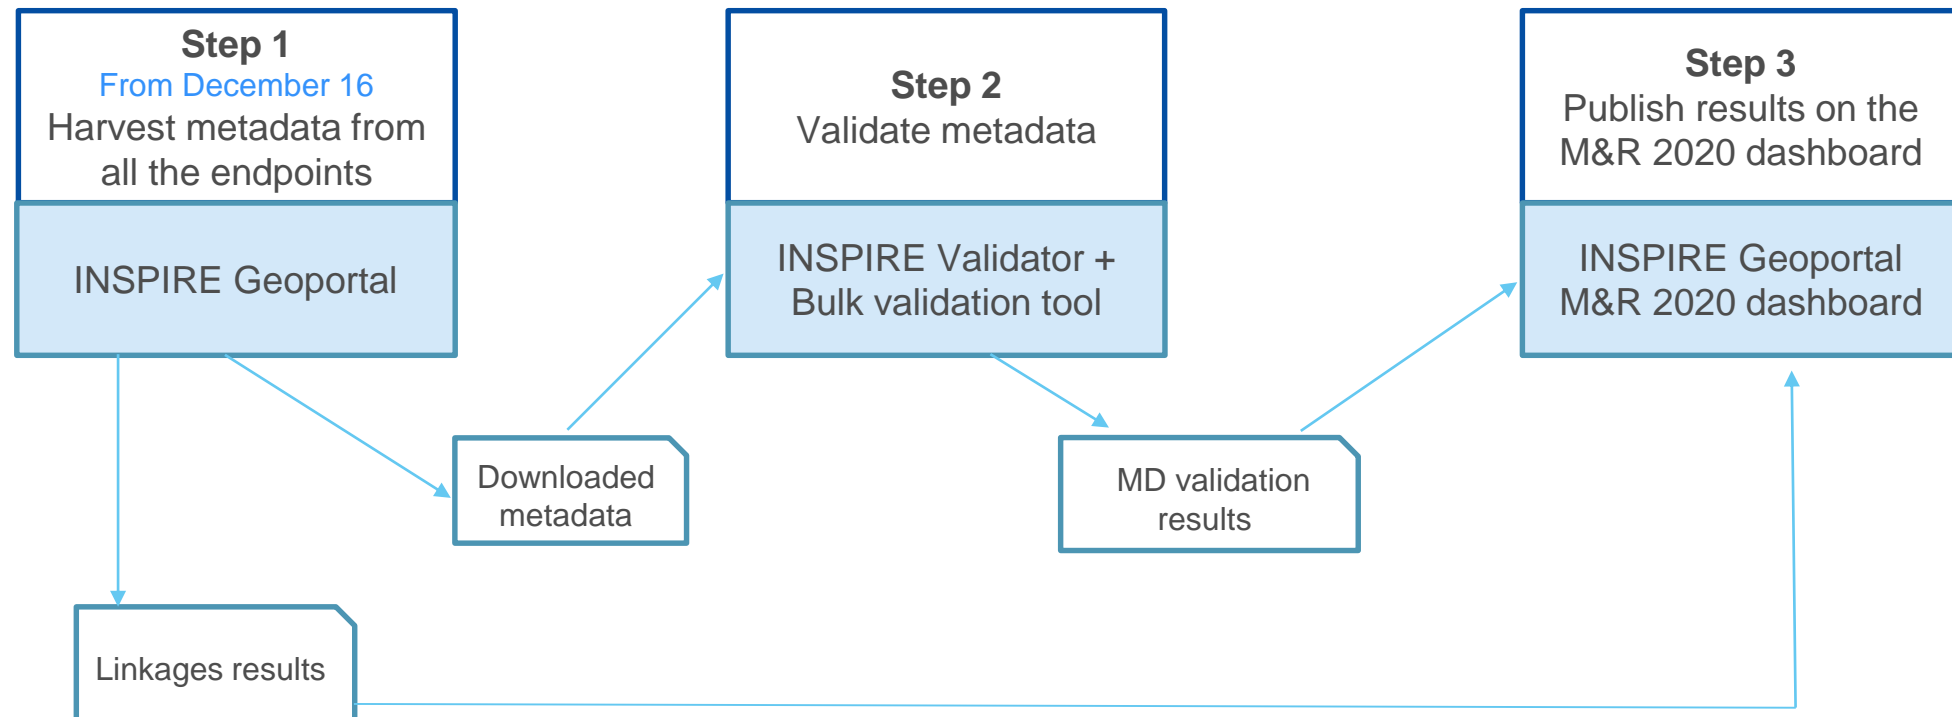 Step 1
From December 16
Harvest metadata from
all the endpoints
INSPIRE Geoportal
Step 2
Validate metadata
INSPIRE Validator +
Bulk validation tool
Step 3
Publish results on the
M&R 2020 dashboard
INSPIRE Geoportal
M&R 2020 dashboard
Downloaded
metadata
MD validation
results
Linkages results